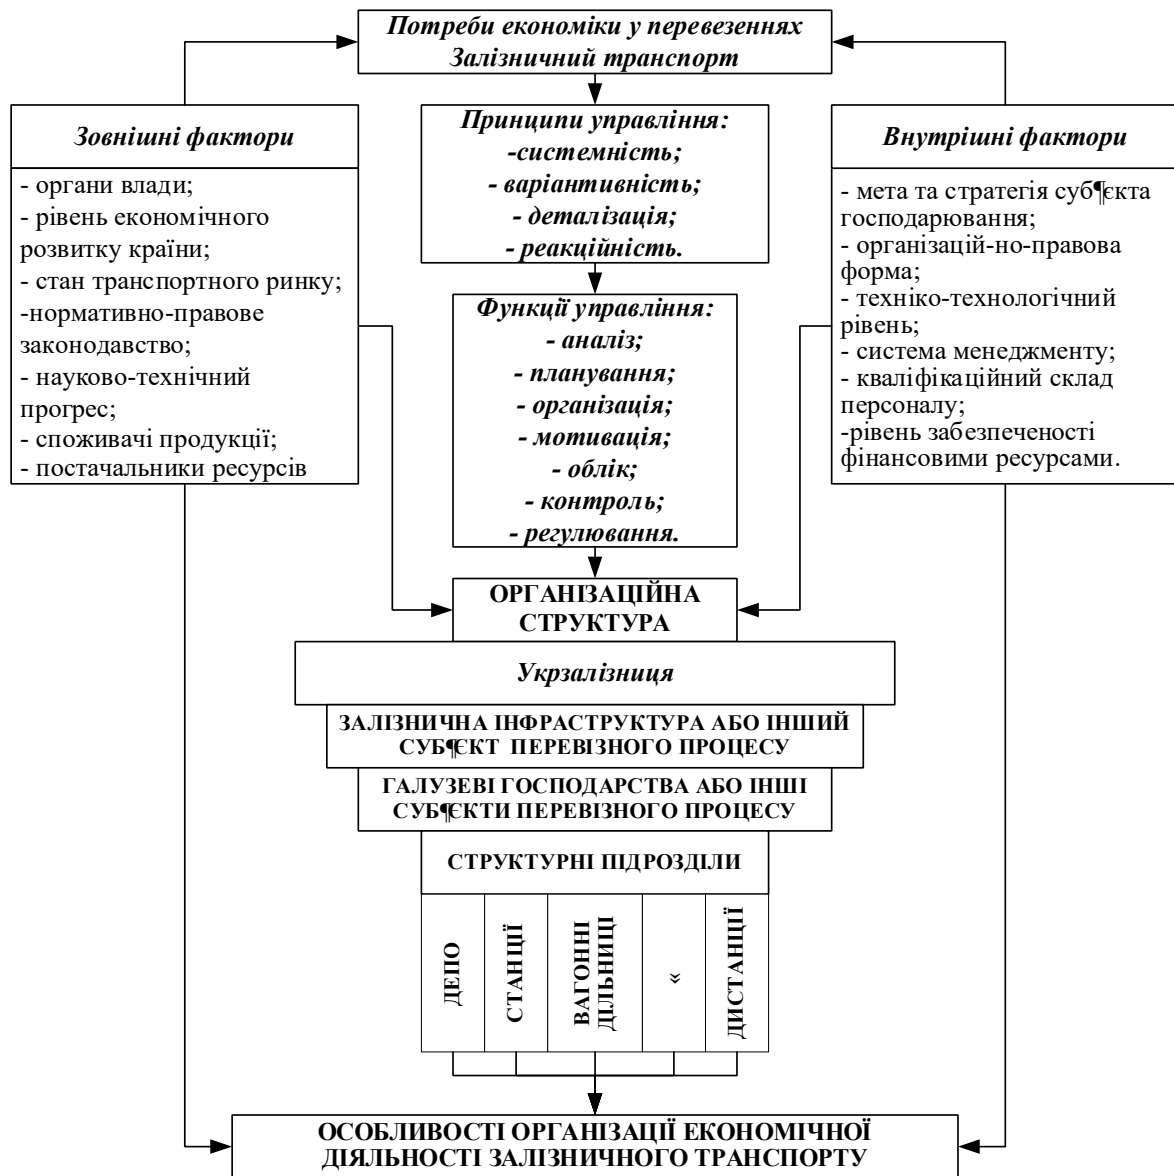 Потреби економіки у перевезеннях
Залізничний транспорт
Зовнішні фактори
- органи влади;
- рівень економічного
розвитку країни;
- стан транспортного ринку;
-нормативно-правове
законодавство;
- науково-технічний
прогрес;
- споживачі продукції;
- постачальники ресурсів
Принципи управління:
-системність;
- варіантивність;
- деталізація;
- реакційність.
Функції управління:
- аналіз;
- планування;
- організація;
- мотивація;
- облік;
- контроль;
- регулювання.
Внутрішні фактори
- мета та стратегія суб¶єкта
господарювання;
- організацій-но-правова
форма;
- техніко-технологічний
рівень;
- система менеджменту;
- кваліфікаційний склад
персоналу;
-рівень забезпеченості
фінансовими ресурсами.
ОРГАНІЗАЦІЙНА
СТРУКТУРА
Укрзалізниця
ЗАЛІЗНИЧНА ІНФРАСТРУКТУРА АБО ІНШИЙ
СУБ¶ЄКТ ПЕРЕВІЗНОГО ПРОЦЕСУ
ГАЛУЗЕВІ ГОСПОДАРСТВА АБО ІНШІ
СУБ¶ЄКТИ ПЕРЕВІЗНОГО ПРОЦЕСУ
СТРУКТУРНІ ПІДРОЗДІЛИ
ДЕПО
СТАНЦІЇ
ВАГОННІ
ДІЛЬНИЦІ
«
ДИСТАНЦІЇ
ОСОБЛИВОСТІ ОРГАНІЗАЦІЇ ЕКОНОМІЧНОЇ
ДІЯЛЬНОСТІ ЗАЛІЗНИЧНОГО ТРАНСПОРТУ